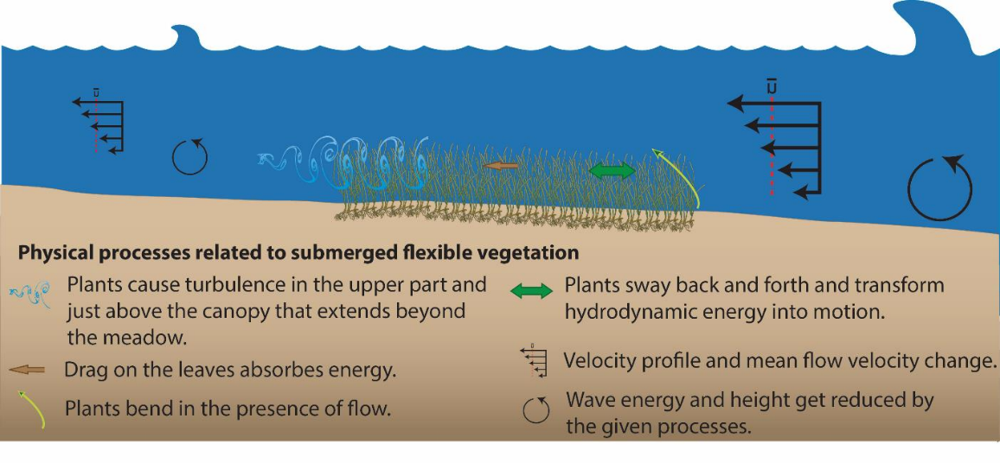 Ū
Ū
Physical processes related to submerged flexible vegetation
Plants cause turbulence in the upper part and
just above the canopy that extends beyond
the meadow.
Drag on the leaves absorbes energy.
Plants bend in the presence of flow.
Plants sway back and forth and transform
hydrodynamic energy into motion.
Ū
Velocity profile and mean flow velocity change.
Wave energy and height get reduced by
the given processes.